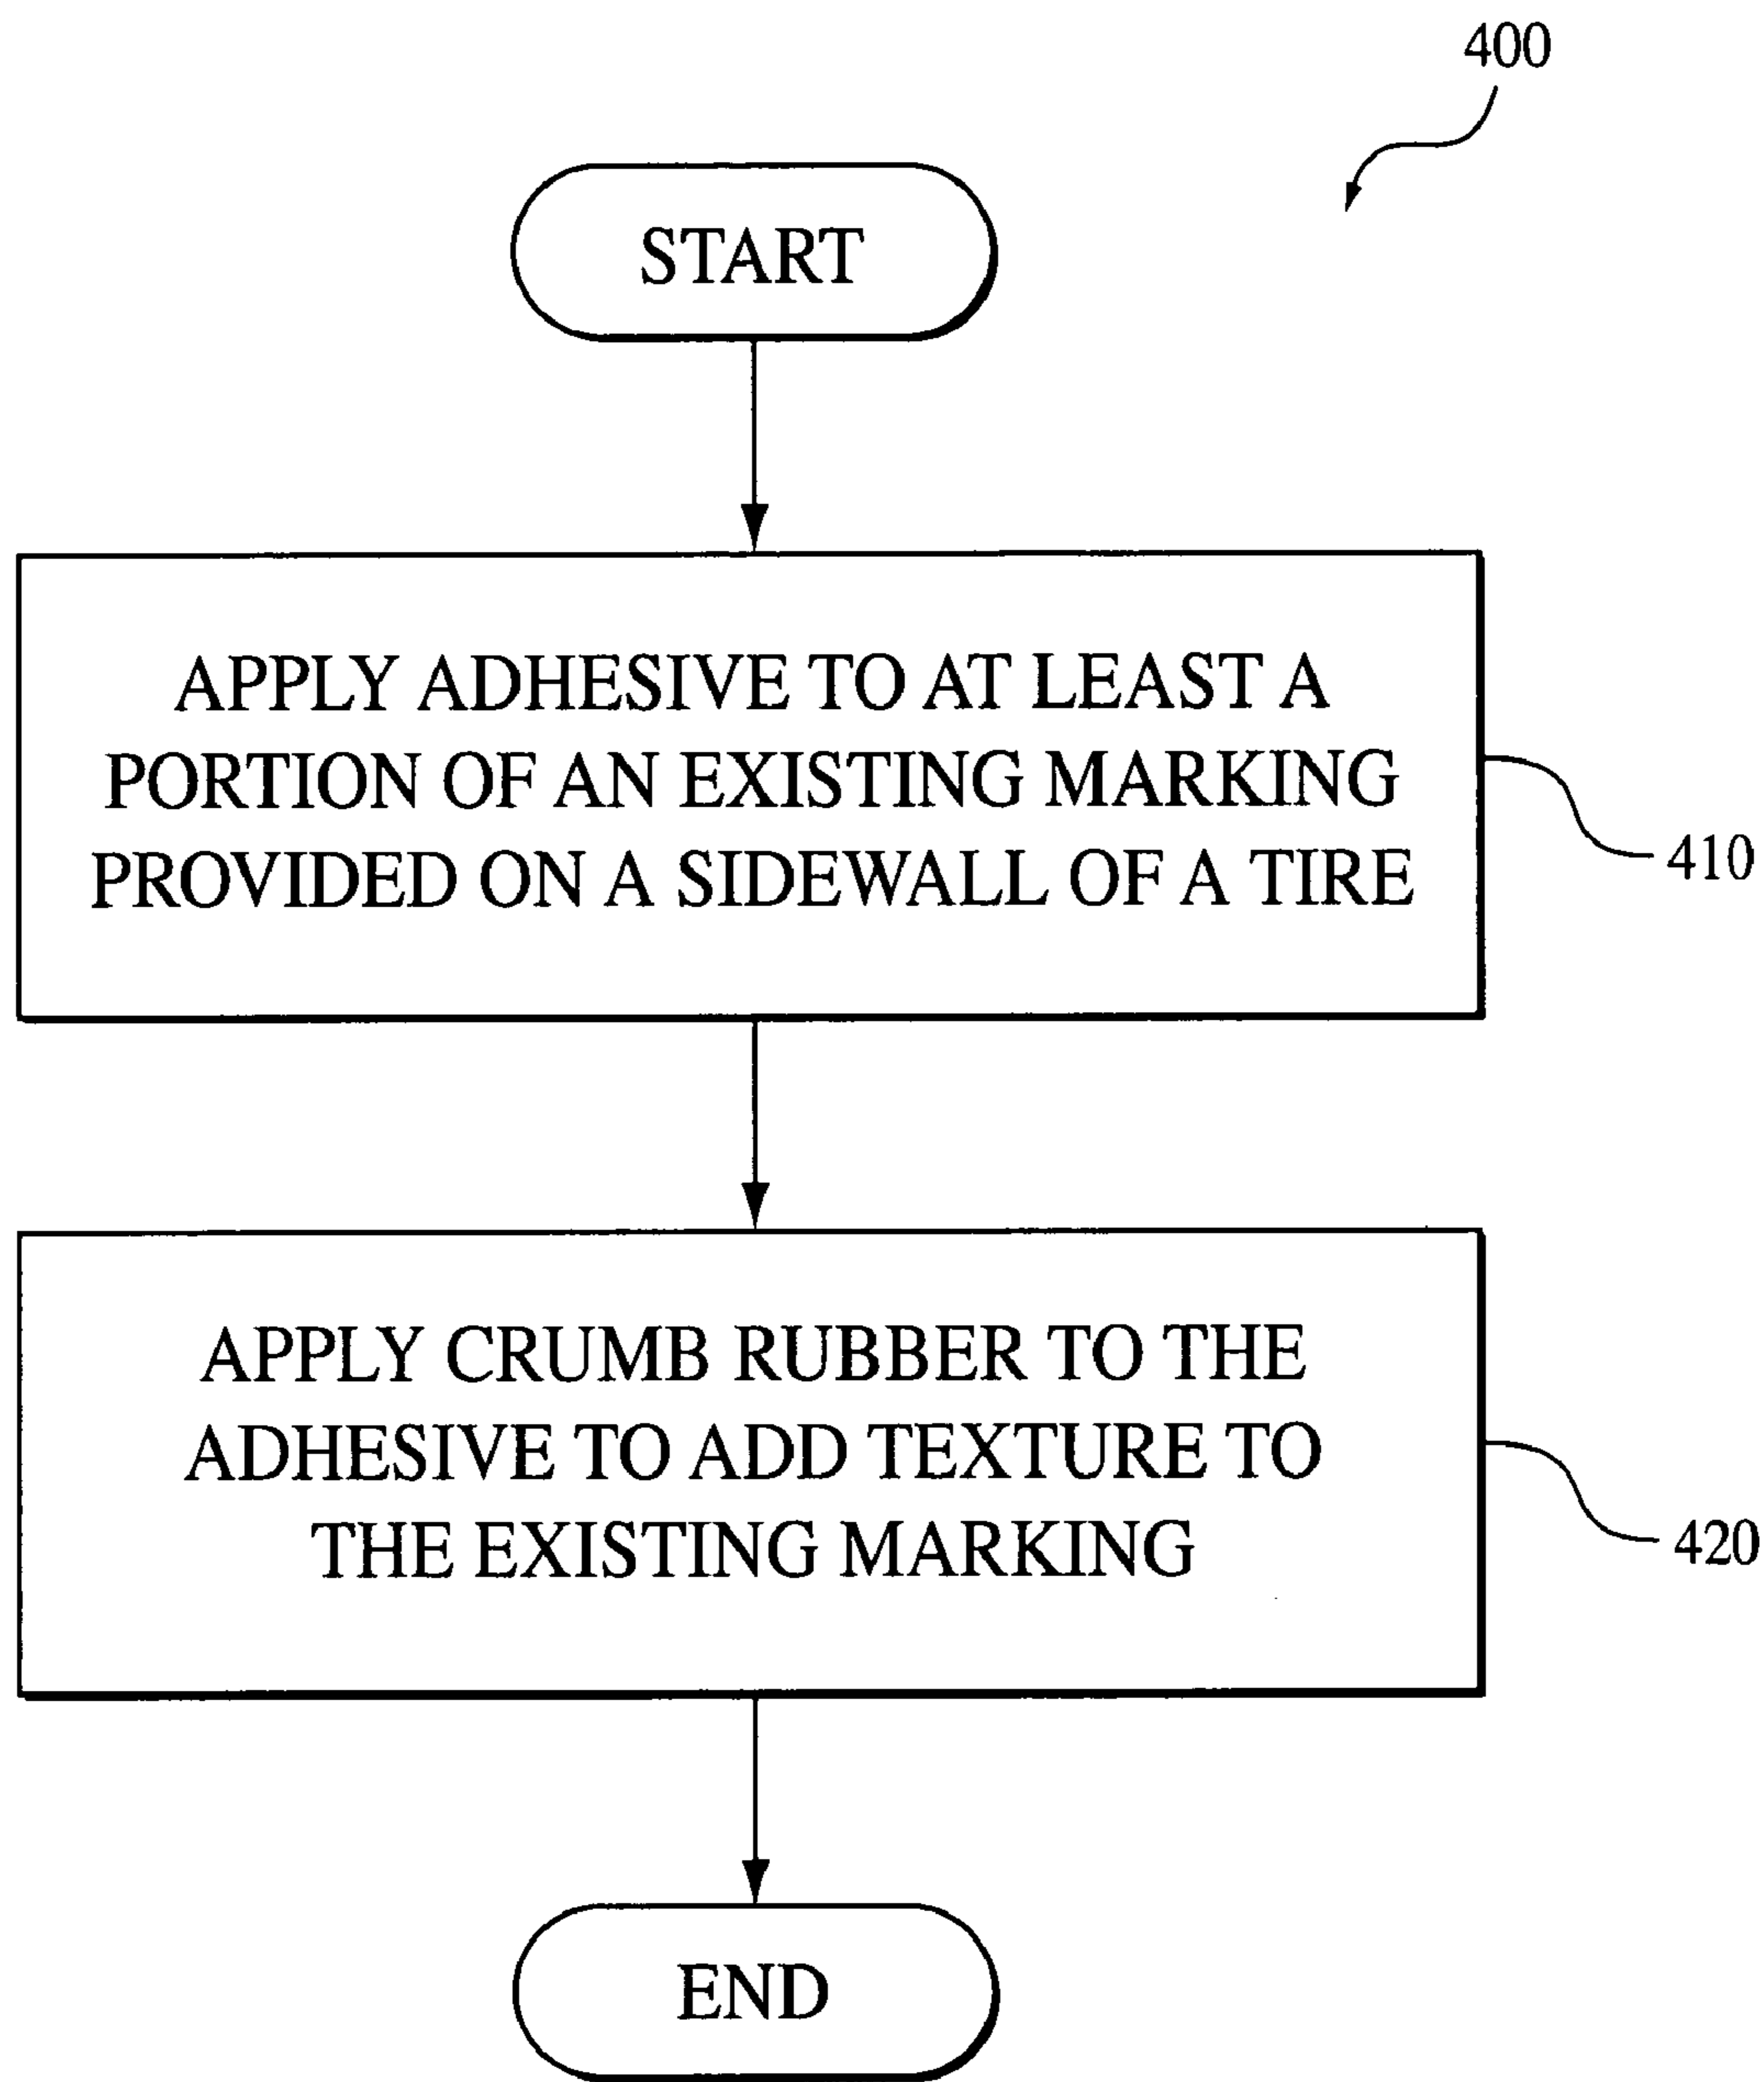 400
START
APPLY ADHESIVE TO AT LEAST A
PORTION OF AN EXISTING MARKING
PROVIDED ON A SIDEWALL OF A TIRE
410
APPLY CRUMB RUBBER TO THE
ADHESIVE TO ADD TEXTURE TO
THE EXISTING MARKING
420
END